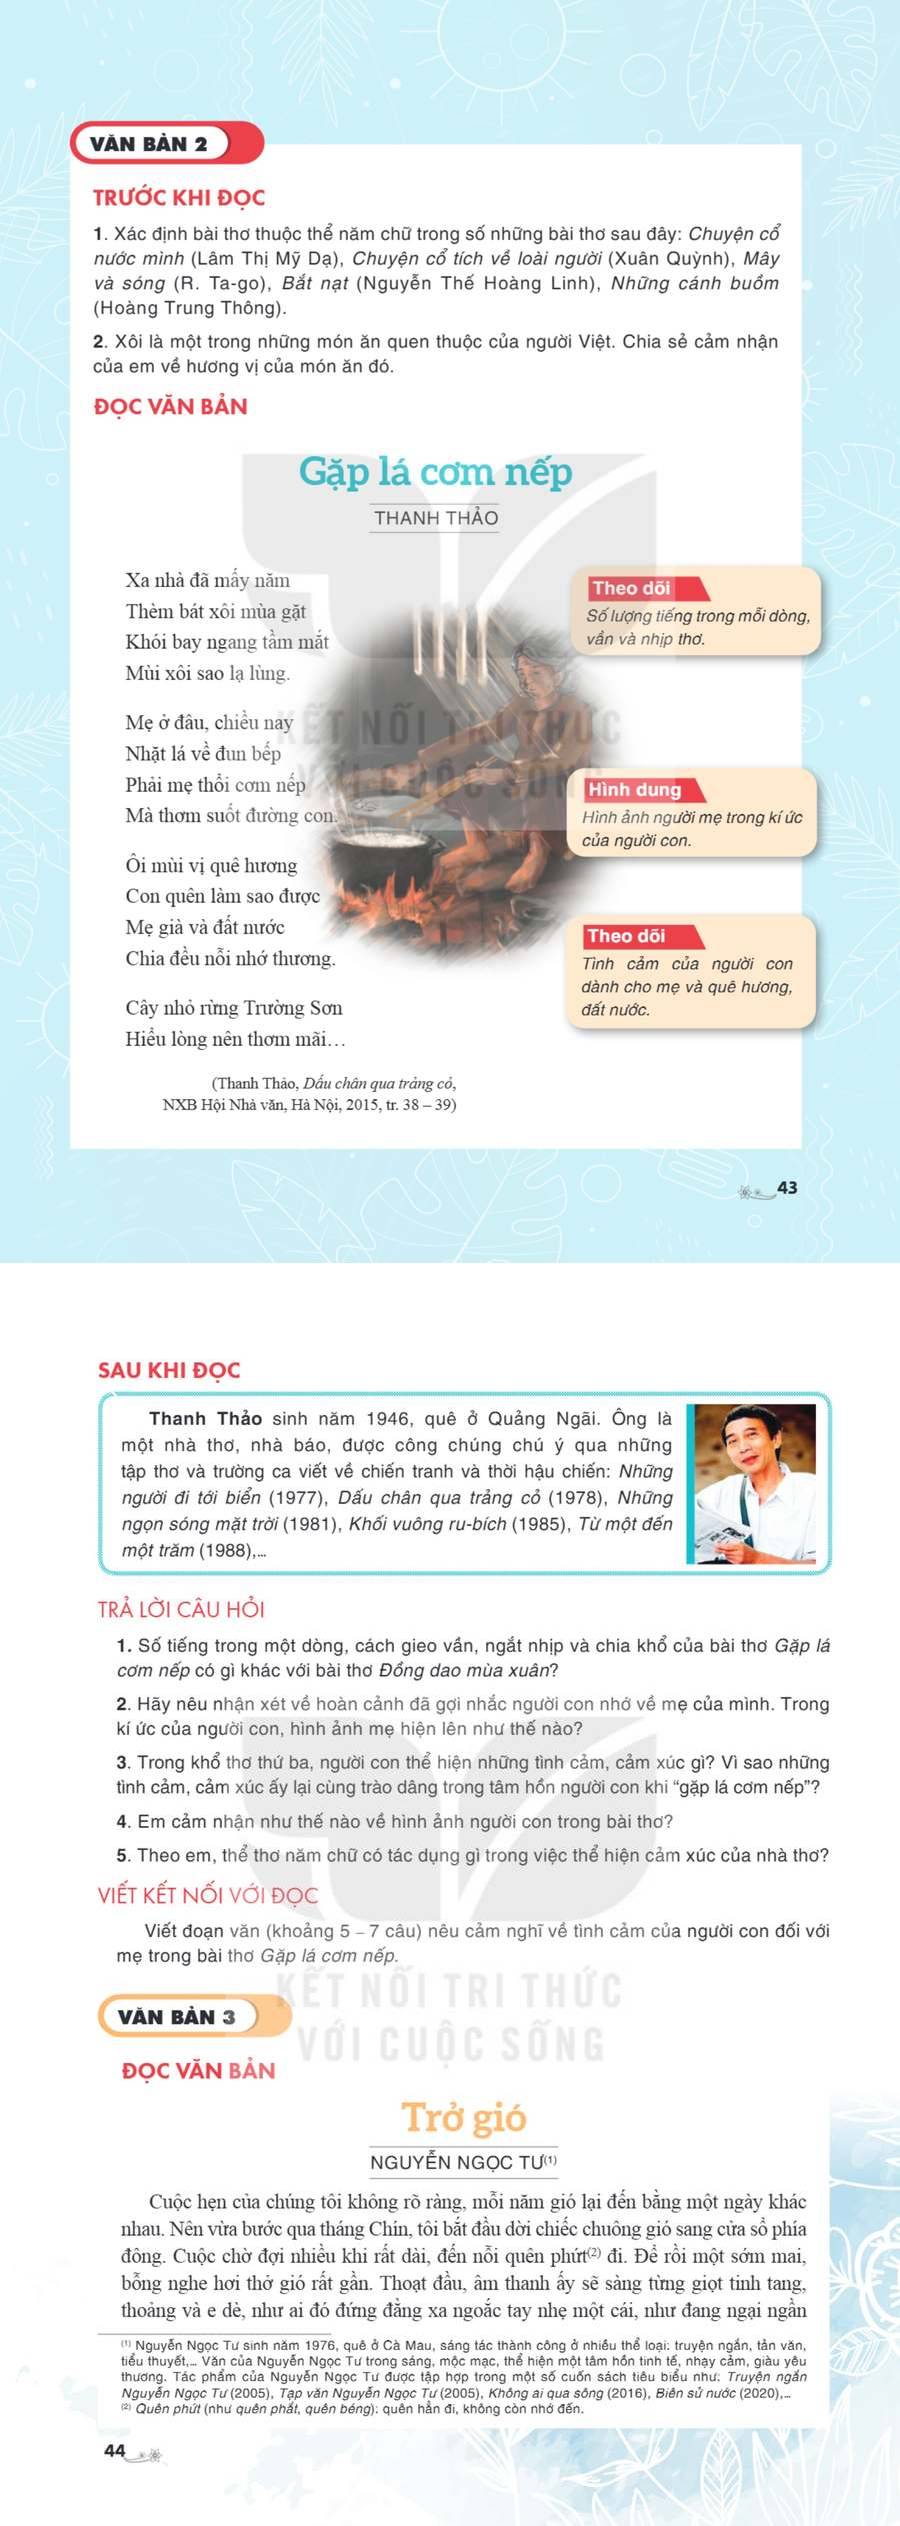 VĂN BẢN 2
TRƯỚC KHI ĐỌC
1. Xác định bài thơ thuộc thể năm chữ trong số những bài thơ sau đây: Chuyện cổ
nước mình (Lâm Thị Mỹ Dạ), Chuyện cổ tích về loài người (Xuân Quỳnh), Mây
và sóng (R. Ta-go), Bắt nạt (Nguyễn Thế Hoàng Linh), Những cánh buồm
(Hoàng Trung Thông).
2. Xôi là một trong những món ăn quen thuộc của người Việt. Chia sẻ cảm nhận
của em về hương vị của món ăn đó.
ĐỌC VĂN BẢN
Gặp lá cơm nếp
THANH THẢO
Xa nhà đã mấy năm
Thèm bát xôi mùa gặt
Khói bay ngang tầm mắt
Mùi xôi sao lạ lùng.
Theo dõi
Số lượng tiếng trong mỗi dòng,
vần và nhịp thơ.
Mẹ ở đâu, chiều nay
Nhặt lá về đun bếp
Phải mẹ thổi cơm nếp
Mà thơm suốt đường con.
KẾT NỐI TRI THỨC
VỚI CUỘC SỐNG
Hình dung
Hình ảnh người mẹ trong kí ức
của người con.
Ôi mùi vị quê hương
Con quên làm sao được
Mẹ già và đất nước
Chia đều nỗi nhớ thương.
Theo dõi
Tình cảm của người con
dành cho mẹ và quê hương,
đất nước.
Cây nhỏ rừng Trường Sơn
Hiểu lòng nên thơm mãi…
(Thanh Thảo, Dấu chân qua trảng cỏ,
NXB Hội Nhà văn, Hà Nội, 2015, tr. 38 – 39)
43
SAU KHI ĐỌC
Thanh Thảo sinh năm 1946, quê ở Quảng Ngãi. Ông là
một nhà thơ, nhà báo, được công chúng chú ý qua những
tập thơ và trường ca viết về chiến tranh và thời hậu chiến: Những
người đi tới biển (1977), Dấu chân qua trảng cỏ (1978), Những
ngọn sóng mặt trời (1981), Khối vuông ru-bích (1985), Từ một đến
một trăm (1988),...
TRẢ LỜI CÂU HỎI
1. Số tiếng trong một dòng, cách gieo vần, ngắt nhịp và chia khổ của bài thơ Gặp lá
cơm nếp có gì khác với bài thơ Đồng dao mùa xuân?
2. Hãy nêu nhận xét về hoàn cảnh đã gợi nhắc người con nhớ về mẹ của mình. Trong
kí ức của người con, hình ảnh mẹ hiện lên như thế nào?
3. Trong khổ thơ thứ ba, người con thể hiện những tình cảm, cảm xúc gì? Vì sao những
tình cảm, cảm xúc ấy lại cùng trào dâng trong tâm hồn người con khi “gặp lá cơm nếp”?
4. Em cảm nhận như thế nào về hình ảnh người con trong bài thơ?
5. Theo em, thể thơ năm chữ có tác dụng gì trong việc thể hiện cảm xúc của nhà thơ?
VIẾT KẾT NỐI VỚI ĐỌC
Viết đoạn văn (khoảng 5 – 7 câu) nêu cảm nghĩ về tình cảm của người con đối với
mẹ trong bài thơ Gặp lá cơm nếp.
KẾT NỐI TRI THỨC
VỚI CUỘC SỐNG
VĂN BẢN 3
ĐỌC VĂN BẢN
Trở gió
NGUYỄN NGỌC TƯ(1)
Cuộc hẹn của chúng tôi không rõ ràng, mỗi năm gió lại đến bằng một ngày khác
nhau. Nên vừa bước qua tháng Chín, tôi bắt đầu dời chiếc chuông gió sang cửa sổ phía
đông. Cuộc chờ đợi nhiều khi rất dài, đến nỗi quên phứt(2) đi. Để rồi một sớm mai,
bỗng nghe hơi thở gió rất gần. Thoạt đầu, âm thanh ấy sẽ sàng từng giọt tinh tang,
thoảng và e dè, như ai đó đứng đằng xa ngoắc tay nhẹ một cái, như đang ngại ngần
(1) Nguyễn Ngọc Tư sinh năm 1976, quê ở Cà Mau, sáng tác thành công ở nhiều thể loại: truyện ngắn, tản văn,
tiểu thuyết,... Văn của Nguyễn Ngọc Tư trong sáng, mộc mạc, thể hiện một tâm hồn tinh tế, nhạy cảm, giàu yêu
thương. Tác phẩm của Nguyễn Ngọc Tư được tập hợp trong một số cuốn sách tiêu biểu như: Truyện ngắn
Nguyễn Ngọc Tư (2005), Tạp văn Nguyễn Ngọc Tư (2005), Không ai qua sông (2016), Biên sử nước (2020),...
(2) Quên phứt (như quên phắt, quên béng): quên hẳn đi, không còn nhớ đến.
44